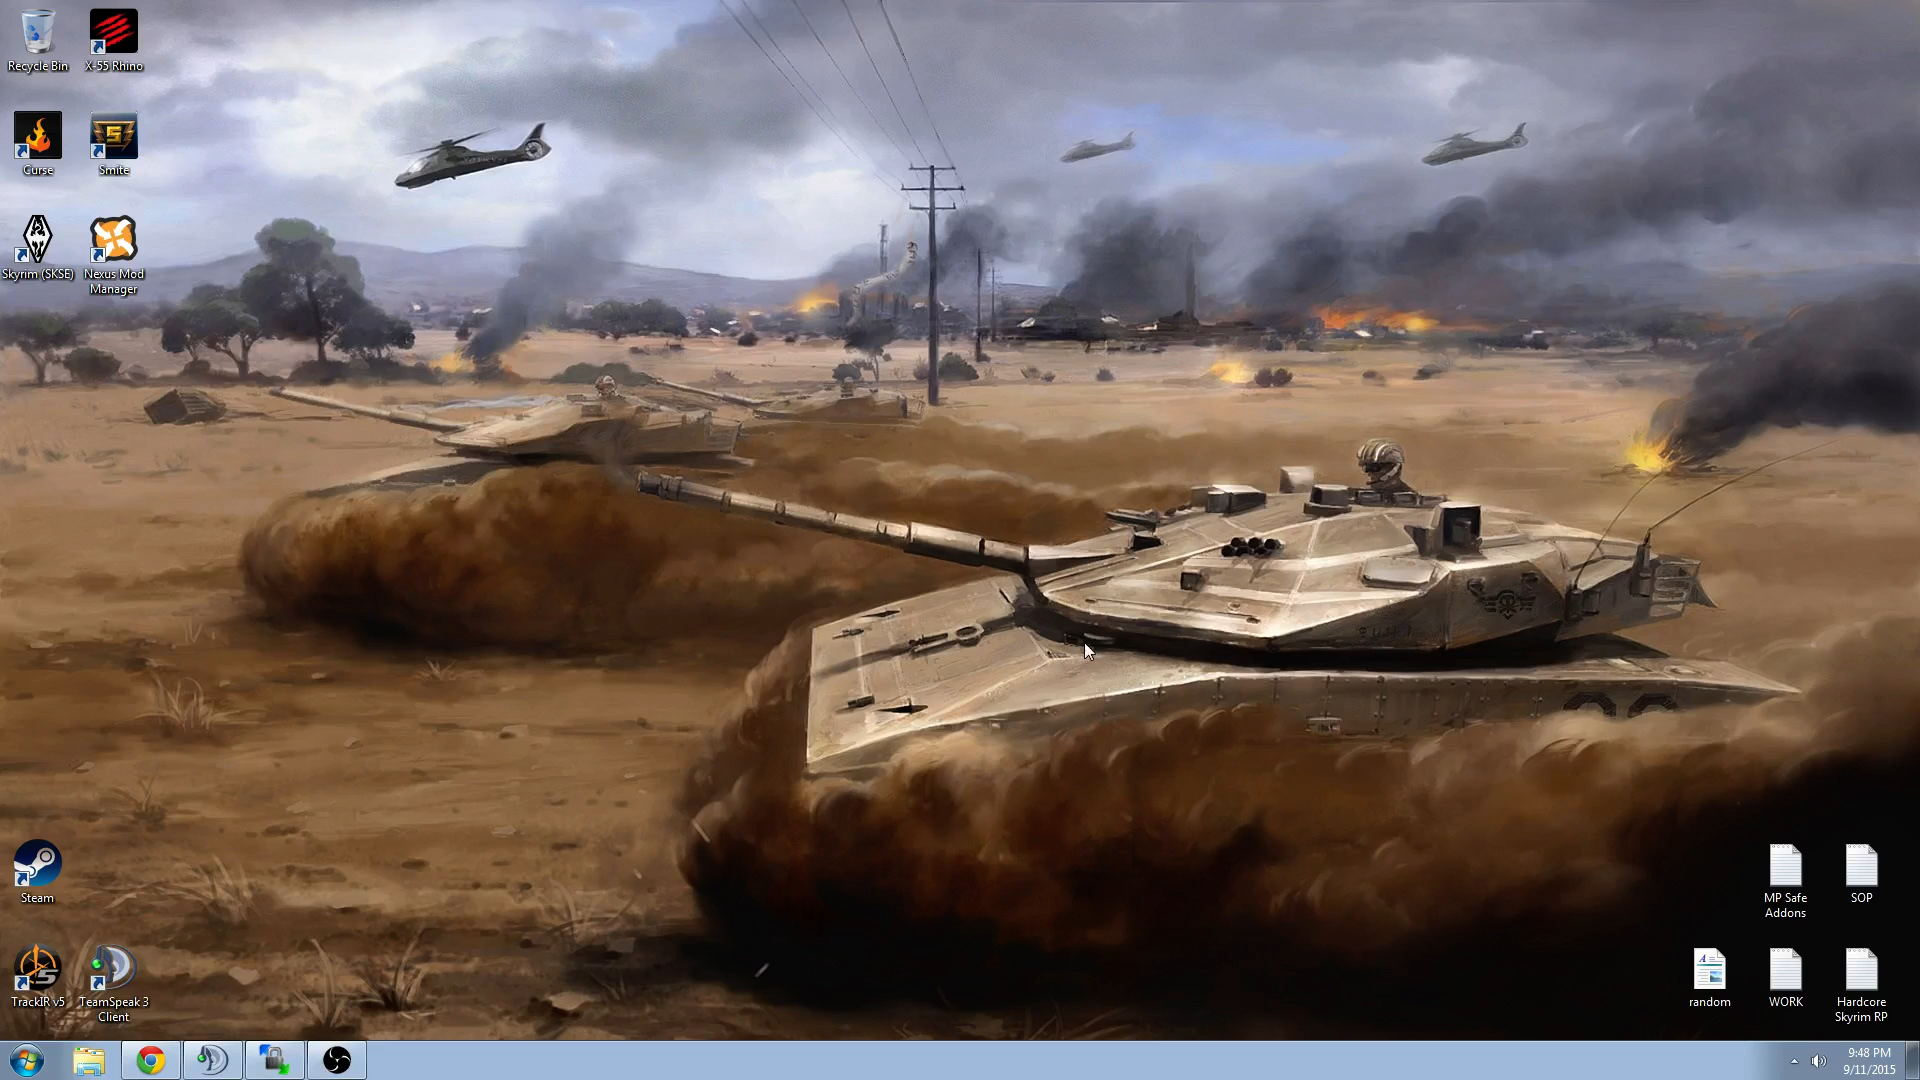 Recycle Bin
X-55 Rhino
Curse
Smite
Skyrim (SKSE)
Nexus Mod
Manager
Steam
TrackIR v5
TeamSpeak 3
Client
MP Safe
Addons
SOP
random
WORK
Hardcore
Skyrim RP
9:48 PM
9/11/2015